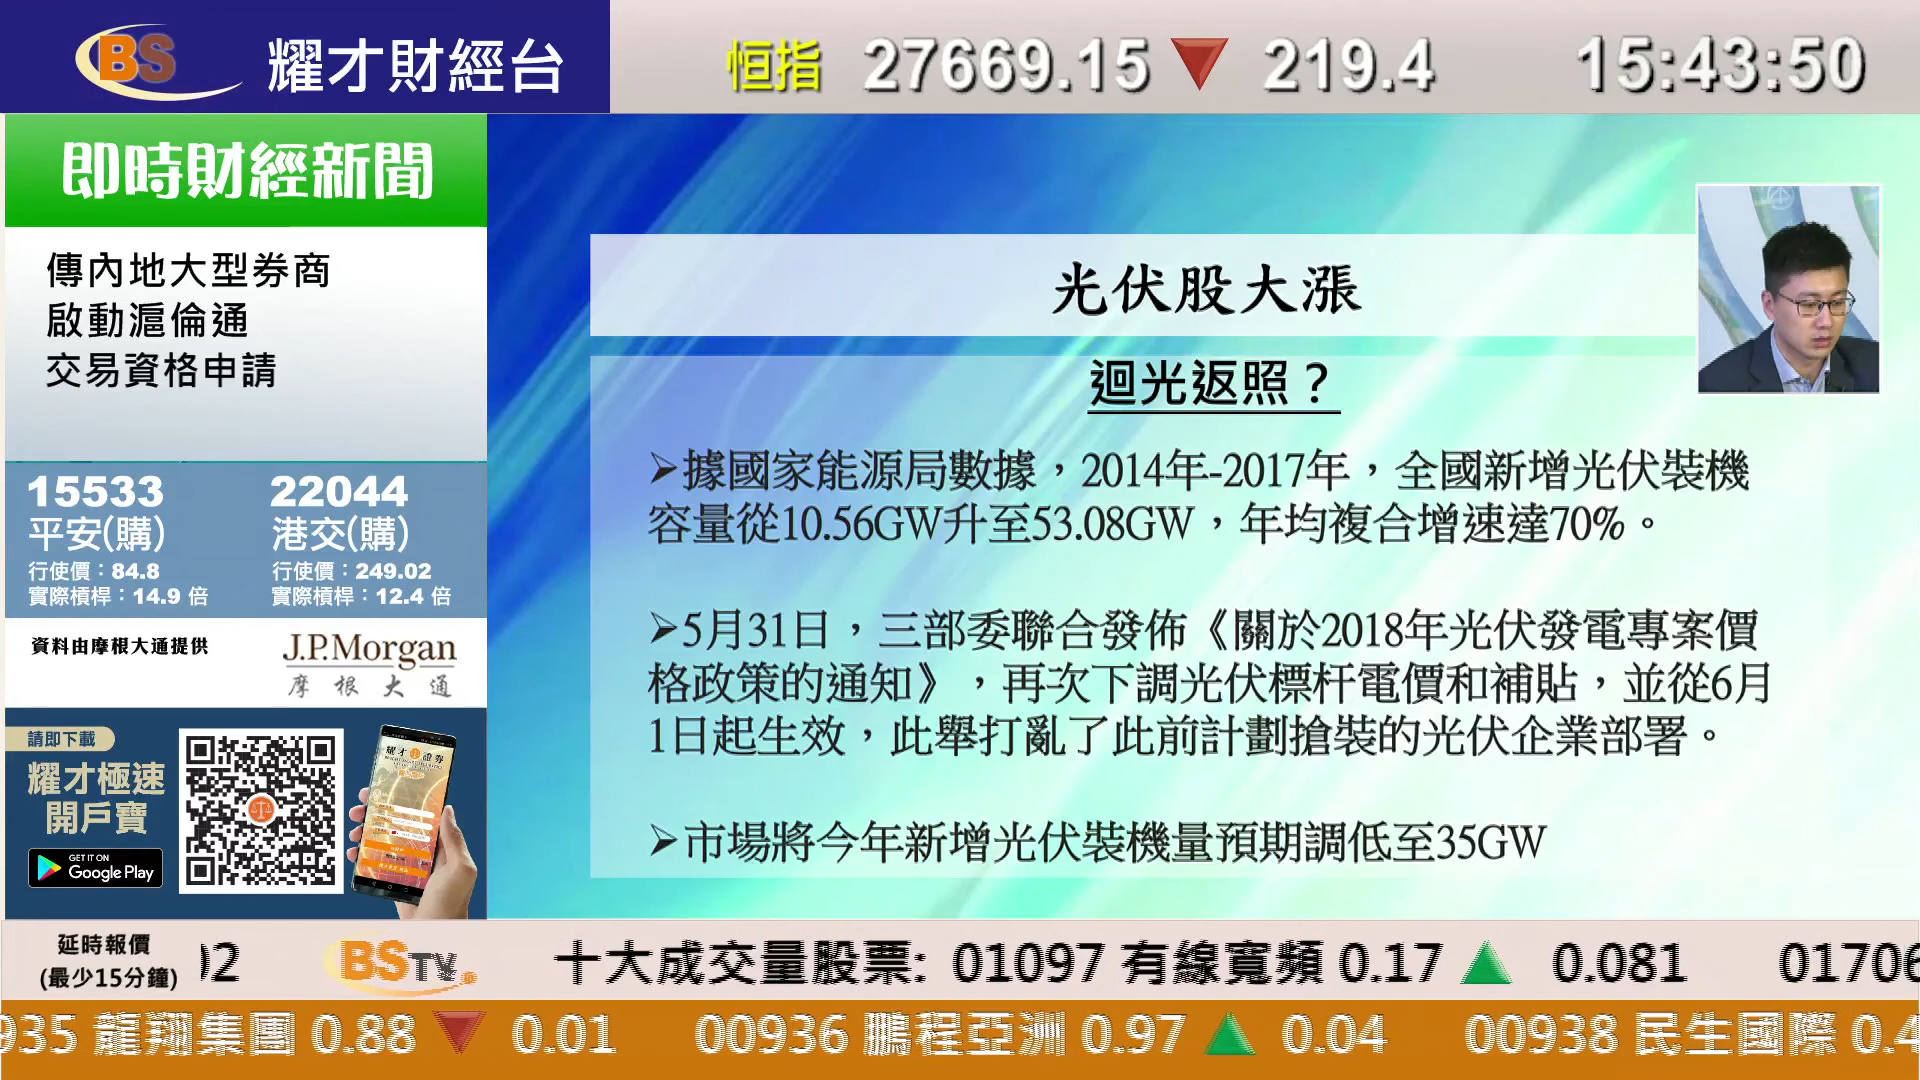 BS 耀才財經台
恒指 27669.15 219.4 15:43:50
即時財經新聞
傳內地大型券商
啟動滬倫通
交易資格申請
15533 22044
平安(購) 港交(購)
行使價：84.8 行使價：249.02
實際槓桿：14.9 倍 實際槓桿：12.4 倍
資料由摩根大通提供
J.P.Morgan
摩根大通
請即下載
耀才極速
開戶寶
GET IT ON
Google Play
耀才證券
光伏股大漲
迴光返照？
➢據國家能源局數據，2014年-2017年，全國新增光伏裝機
容量從10.56GW升至53.08GW，年均複合增速達70%。
➢5月31日，三部委聯合發佈《關於2018年光伏發電專案價
格政策的通知》，再次下調光伏標杆電價和補貼，並從6月
1日起生效，此舉打亂了此前計劃搶裝的光伏企業部署。
➢市場將今年新增光伏裝機量預期調低至35GW
延時報價
(最少15分鐘)
BSTV 十大成交量股票: 01097 有線寬頻 0.17 0.081 01706
935 龍翔集團 0.88 0.01 00936 鵬程亞洲 0.97 0.04 00938 民生國際 0.4